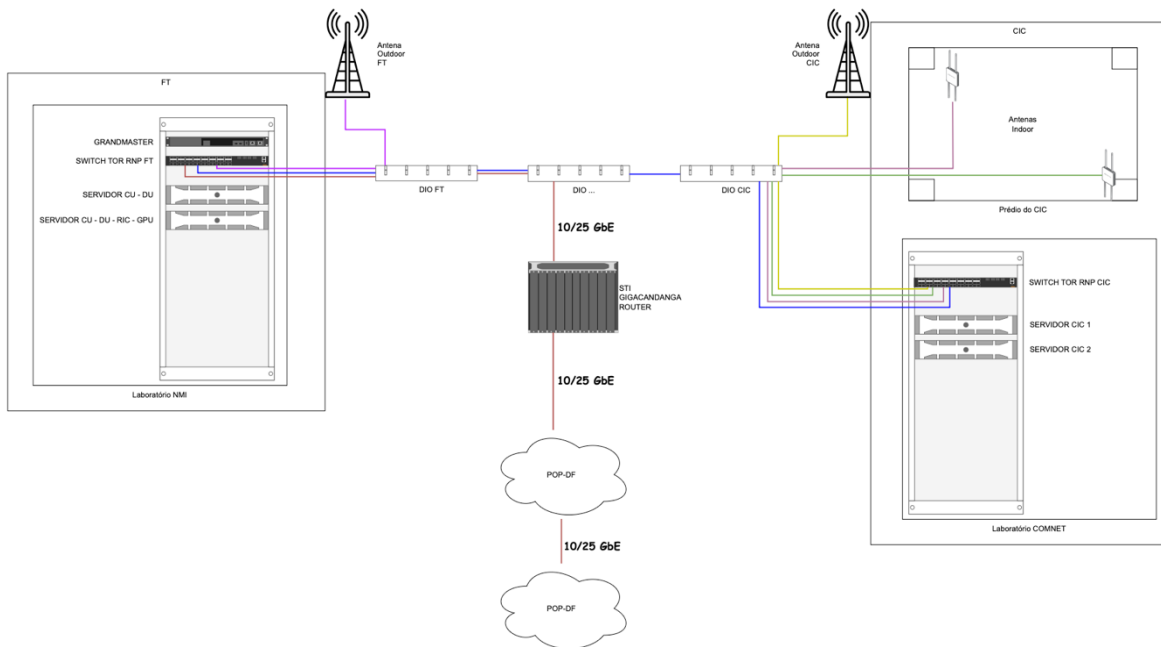 Antena
Outdoor
FT
Antena
Outdoor
CIC
CIC
FT
GRANDMASTER
SWITCH TOR RNP FT
SERVIDOR CU - DU
SERVIDOR CU - DU - RIC - GPU
Laboratório NMI
DIO FT
DIO ...
DIO CIC
Antenas
Indoor
Prédio do CIC
10/25 GbE
STI
GIGACANDANGA
ROUTER
10/25 GbE
SWITCH TOR RNP CIC
SERVIDOR CIC 1
SERVIDOR CIC 2
Laboratório COMNET
POP-DF
10/25 GbE
POP-DF